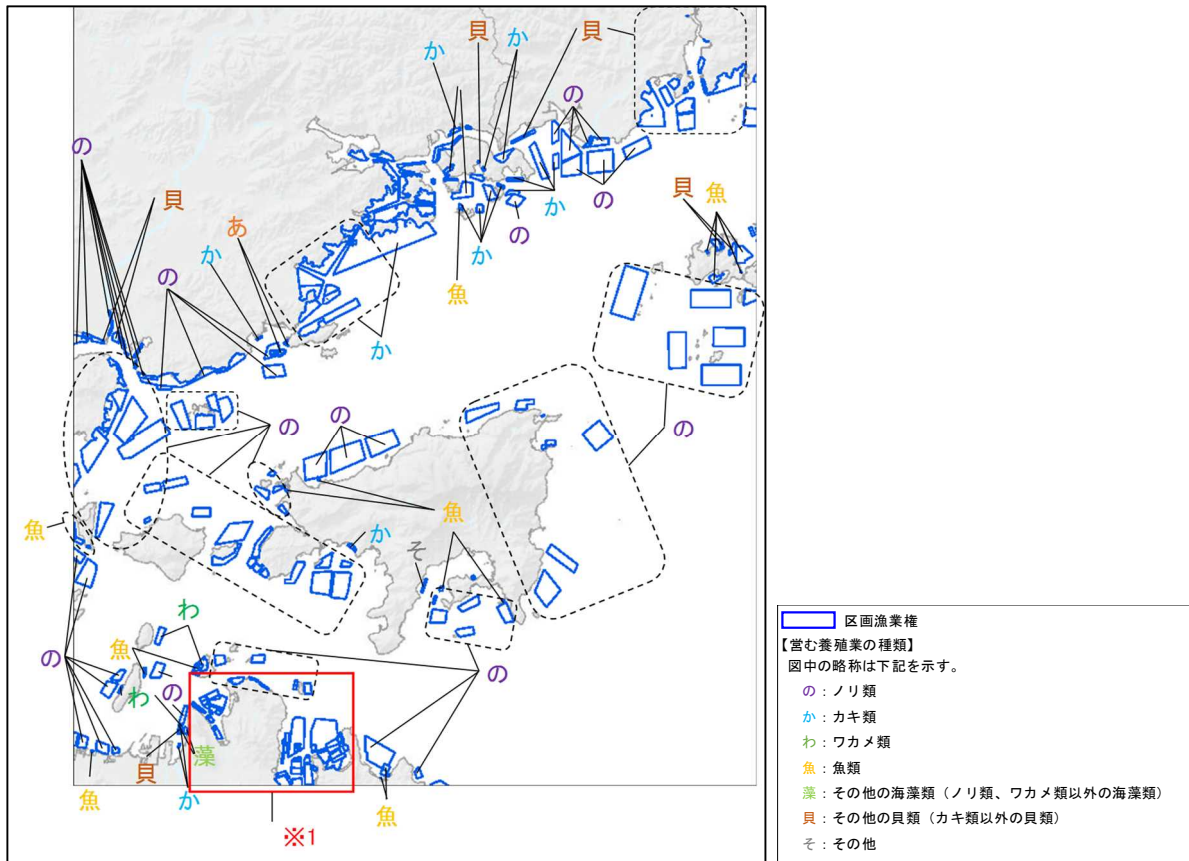 か
貝
か
貝
の
の
貝
魚
貝
の
あ
か
か
の
の
魚
か
の
の
の
魚
魚
か
そ
わ
魚
の
の
わ
の
藻
貝
魚
か
魚
※1
区画漁業権
【営む養殖業の種類】
図中の略称は下記を示す。
の：ノリ類
か：カキ類
わ：ワカメ類
魚：魚類
藻：その他の海藻類（ノリ類、ワカメ類以外の海藻類）
貝：その他の貝類（カキ類以外の貝類）
そ：その他